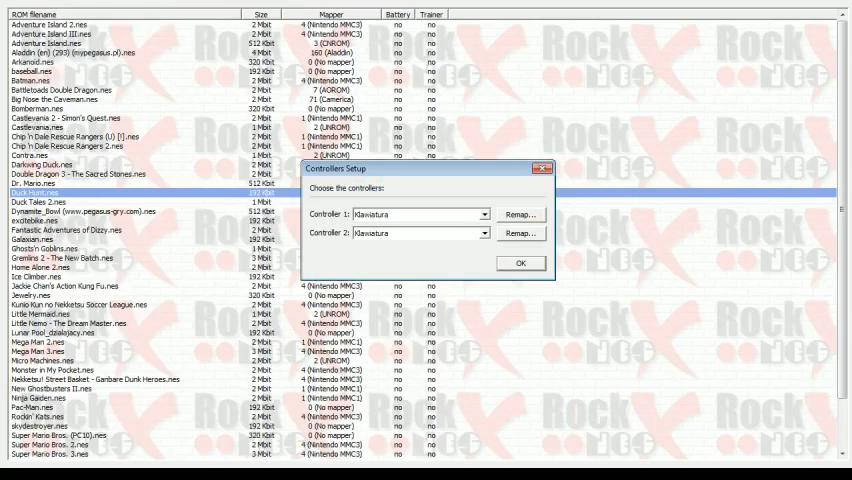 ROM filename Size Mapper Battery Trainer
Adventure Island 2.nes 2 Mbit 4 (Nintendo MMC3) no no
Adventure Island III.nes 2 Mbit 4 (Nintendo MMC3) no no
Adventure Island.nes 512 Kbit 3 (CNROM) no no
Aladdin (en) (293) (mypegasus.pl).nes 4 Mbit 160 (Aladdin) no no
Arkanoid.nes 320 Kbit 0 (No mapper) no no
baseball.nes 192 Kbit 0 (No mapper) no no
Batman.nes 2 Mbit 4 (Nintendo MMC3) no no
Battletoads Double Dragon.nes 2 Mbit 7 (AOROM) no no
Big Nose the Caveman.nes 2 Mbit 71 (Camerica) no no
Bomberman.nes 192 Kbit 0 (No mapper) no no
Castlevania 2 - Simon's Quest.nes 2 Mbit 1 (Nintendo MMC1) no no
Castlevania.nes 1 Mbit 2 (UNROM) no no
Chip 'n Dale Rescue Rangers (U) [!].nes 2 Mbit 1 (Nintendo MMC1) no no
Chip 'n Dale Rescue Rangers 2.nes 2 Mbit 1 (Nintendo MMC1) no no
Contra.nes 1 Mbit 2 (UNROM) no no
Darkwing Duck.nes 2 Mbit
Double Dragon 3 - The Sacred Stones.nes 2 Mbit
Dr. Mario.nes 512 Kbit
Duck Hunt.nes 192 Kbit
Duck Tales 2.nes 1 Mbit
Dynamite_Bowl (www.pegasus-gry.com).nes 512 Kbit
excitebike.nes 192 Kbit
Fantastic Adventures of Dizzy.nes 2 Mbit
Galaxian.nes 192 Kbit
Ghosts'n Goblins.nes 1 Mbit
Gremlins 2 - The New Batch.nes 3 Mbit
Home Alone 2.nes 2 Mbit
Ice Climber.nes 192 Kbit
Jackie Chan's Action Kung Fu.nes 2 Mbit 4 (Nintendo MMC3) no no
Jewelry.nes 320 Kbit 0 (No mapper) no no
Kunio Kun no Nekketsu Soccer League.nes 2 Mbit 4 (Nintendo MMC3) no no
Little Mermaid.nes 1 Mbit 2 (UNROM) no no
Little Nemo - The Dream Master.nes 2 Mbit 4 (Nintendo MMC3) no no
Lunar Pool_dzialajacy.nes 192 Kbit 0 (No mapper) no no
Mega Man 2.nes 2 Mbit 1 (Nintendo MMC1) no no
Mega Man 3.nes 3 Mbit 4 (Nintendo MMC3) no no
Micro Machines.nes 2 Mbit 2 (UNROM) no no
Monster in My Pocket.nes 2 Mbit 4 (Nintendo MMC3) no no
Nekketsu! Street Basket - Ganbare Dunk Heroes.nes 2 Mbit 4 (Nintendo MMC3) no no
New Ghostbusters II.nes 2 Mbit 1 (Nintendo MMC1) no no
Ninja Gaiden.nes 2 Mbit 1 (Nintendo MMC1) no no
Pac-Man.nes 192 Kbit 0 (No mapper) no no
Rockin' Kats.nes 2 Mbit 4 (Nintendo MMC3) no no
skydestroyer.nes 192 Kbit 0 (No mapper) no no
Super Mario Bros. (PC10).nes 320 Kbit 0 (No mapper) no no
Super Mario Bros. 2.nes 2 Mbit 4 (Nintendo MMC3) no no
Super Mario Bros. 3.nes 3 Mbit 4 (Nintendo MMC3) no no
Controllers Setup
Choose the controllers:
Controller 1: Klawiatura Remap...
Controller 2: Klawiatura Remap...
OK